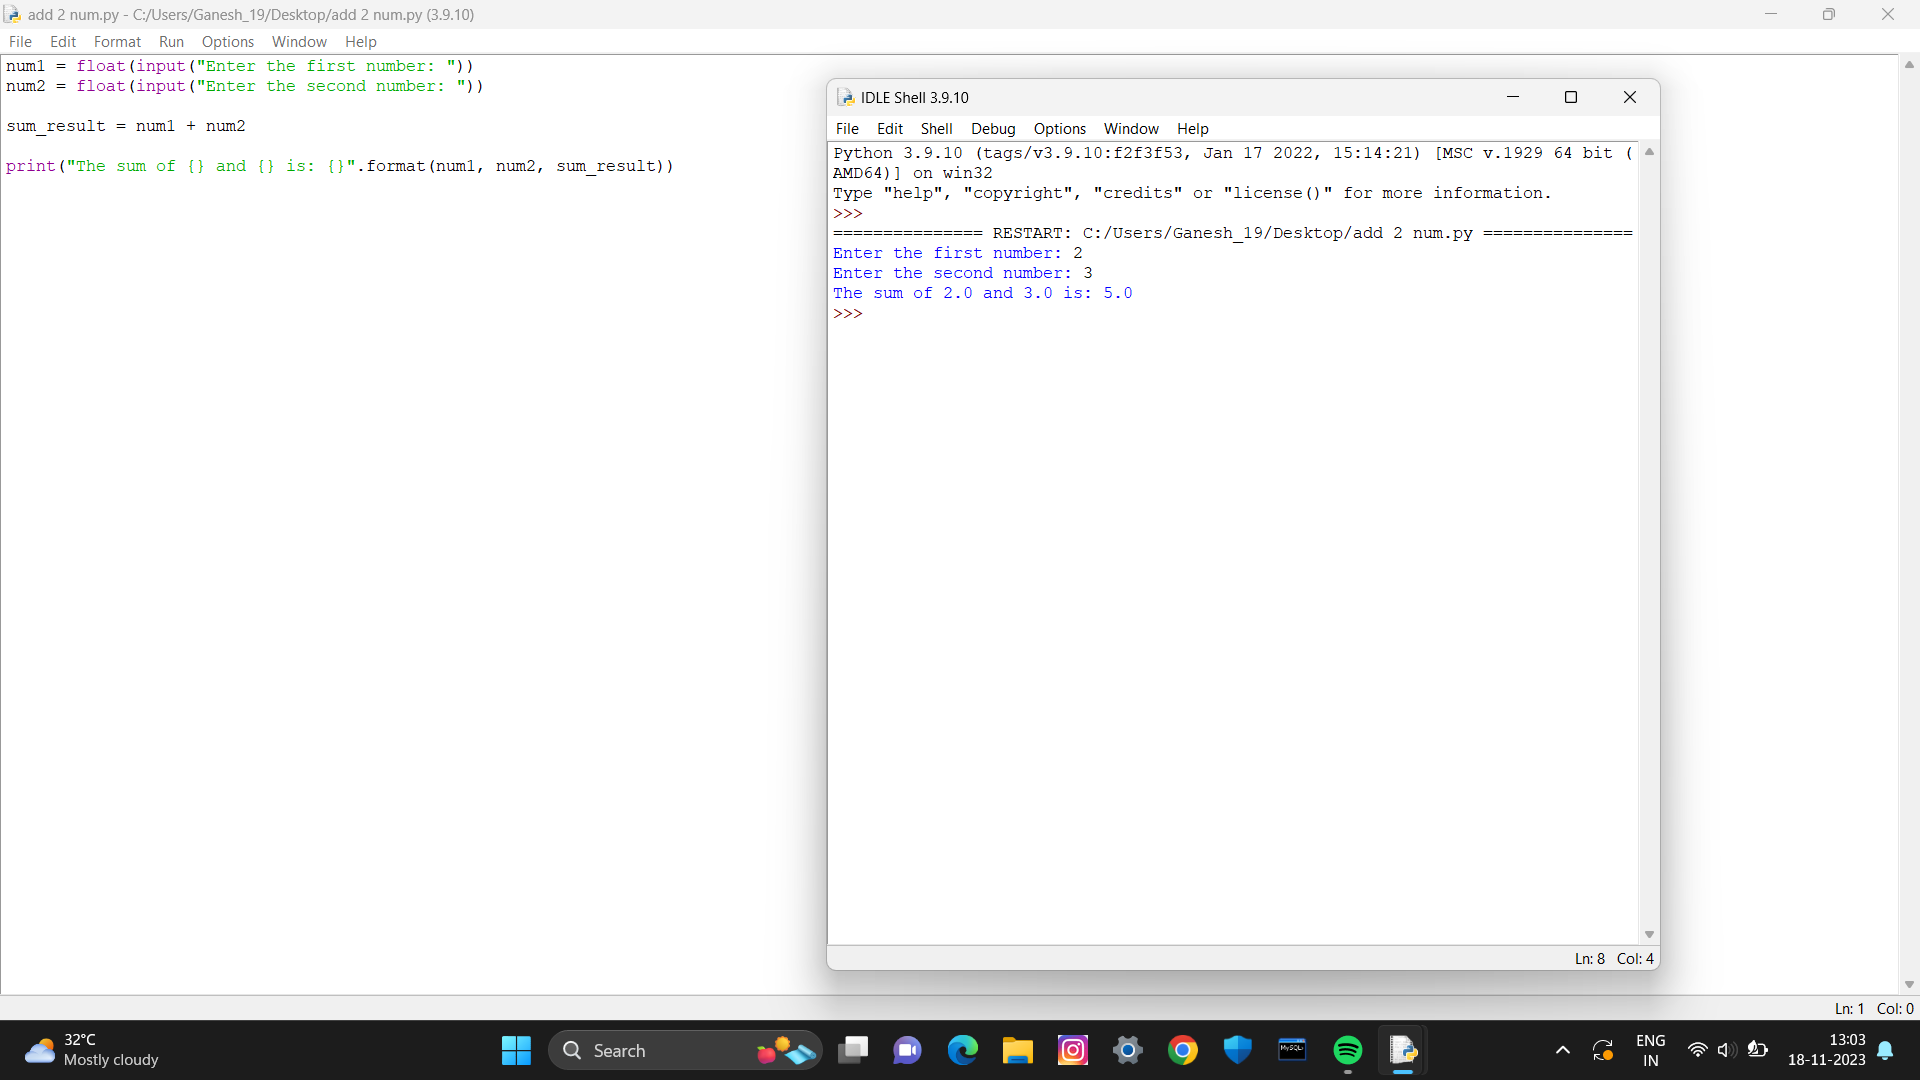 add 2 num.py - C:/Users/Ganesh_19/Desktop/add 2 num.py (3.9.10)
File Edit Format Run Options Window Help
num1 = float(input("Enter the first number: "))
num2 = float(input("Enter the second number: "))
sum_result = num1 + num2
print("The sum of {} and {} is: {}".format(num1, num2, sum_result))
IDLE Shell 3.9.10
File Edit Shell Debug Options Window Help
Python 3.9.10 (tags/v3.9.10:f2f3f53, Jan 17 2022, 15:14:21) [MSC v.1929 64 bit (
AMD64)] on win32
Type "help", "copyright", "credits" or "license()" for more information.
>>>
=============== RESTART: C:/Users/Ganesh_19/Desktop/add 2 num.py ===============
Enter the first number: 2
Enter the second number: 3
The sum of 2.0 and 3.0 is: 5.0
>>>
Ln: 8 Col: 4
Ln: 1 Col: 0
32°C
Mostly cloudy
Search
MySQL
ENG
IN
13:03
18-11-2023